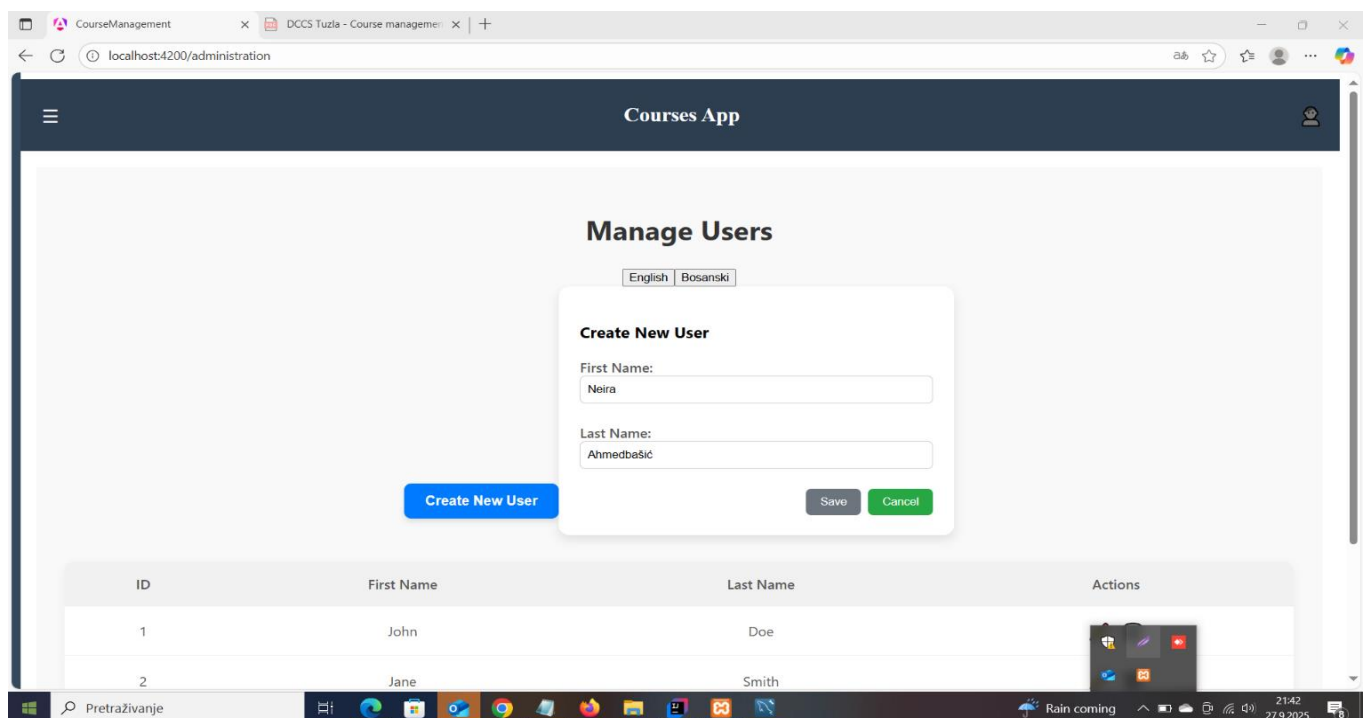 CourseManagement
DCCS Tuzla - Course managemen
localhost:4200/administration
Courses App
Manage Users
English Bosanski
Create New User
First Name:
Neira
Last Name:
Ahmedbašić
Create New User Save Cancel
ID First Name Last Name Actions
1 John Doe
2 Jane Smith
Pretraživanje Rain coming 21:42
27.9.2025
8